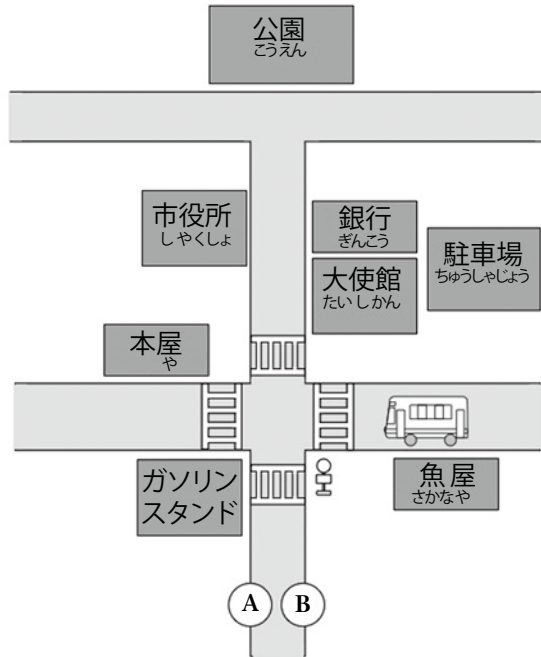 公園
こうえん
市役所
しやくしょ
銀行
ぎんこう
大使館
たいしかん
駐車場
ちゅうしゃじょう
本屋
や
ガソリン
スタンド
魚屋
さかなや
A
B